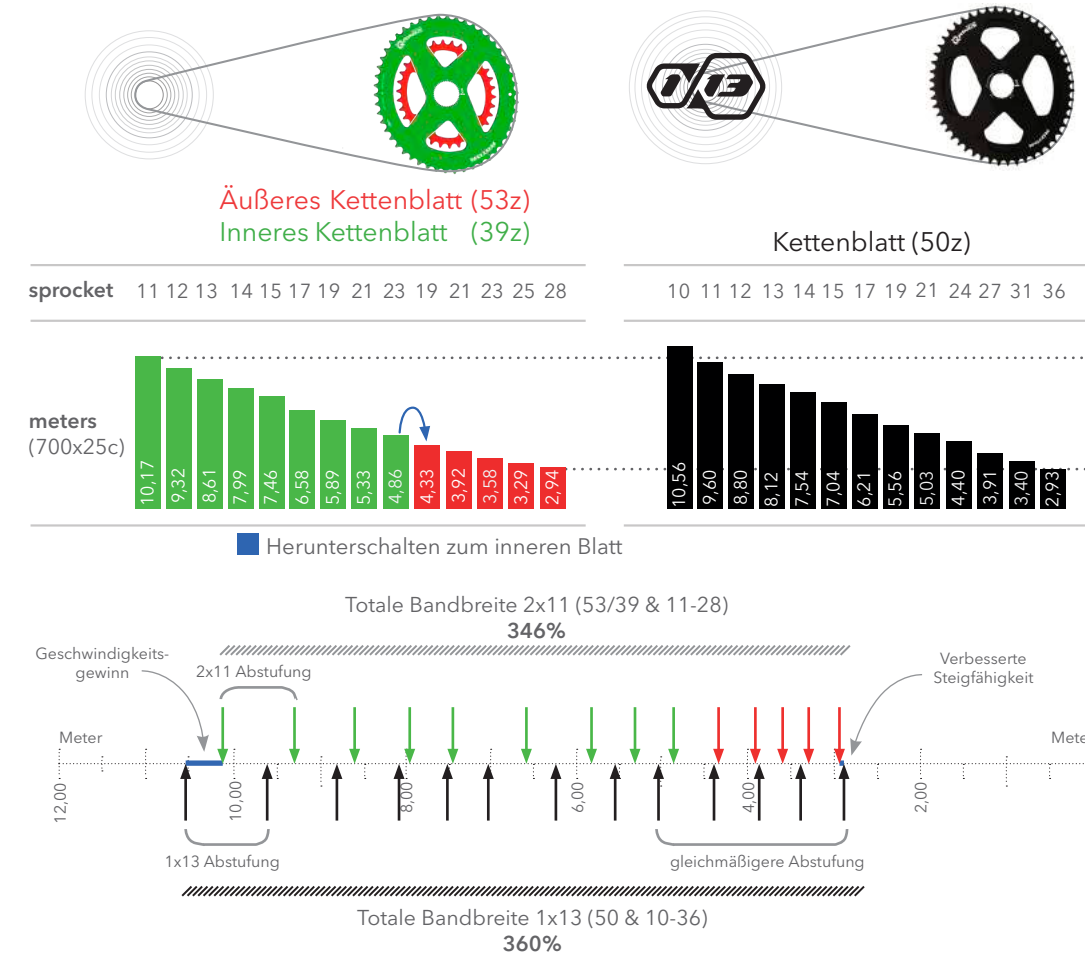 1 13
Äußeres Kettenblatt (53z)
Inneres Kettenblatt (39z)
Kettenblatt (50z)
sprocket 11 12 13 14 15 17 19 21 23 19 21 23 25 28
10 11 12 13 14 15 17 19 21 24 27 31 36
meters
(700x25c)
10,17 9,32 8,61 7,99 7,46 6,58 5,89 5,33 4,86 4,33 3,92 3,58 3,29 2,94
10,56 9,60 8,80 8,12 7,54 7,04 6,21 5,56 5,03 4,40 3,91 3,40 2,93
Herunterschalten zum inneren Blatt
Totale Bandbreite 2x11 (53/39 & 11-28)
346%
Geschwindigkeits-
gewinn
2x11 Abstufung
Verbesserte
Steigfähigkeit
Meter
Mete
12,00 10,00 8,00 6,00 4,00 2,00
1x13 Abstufung
gleichmäßigere Abstufung
Totale Bandbreite 1x13 (50 & 10-36)
360%